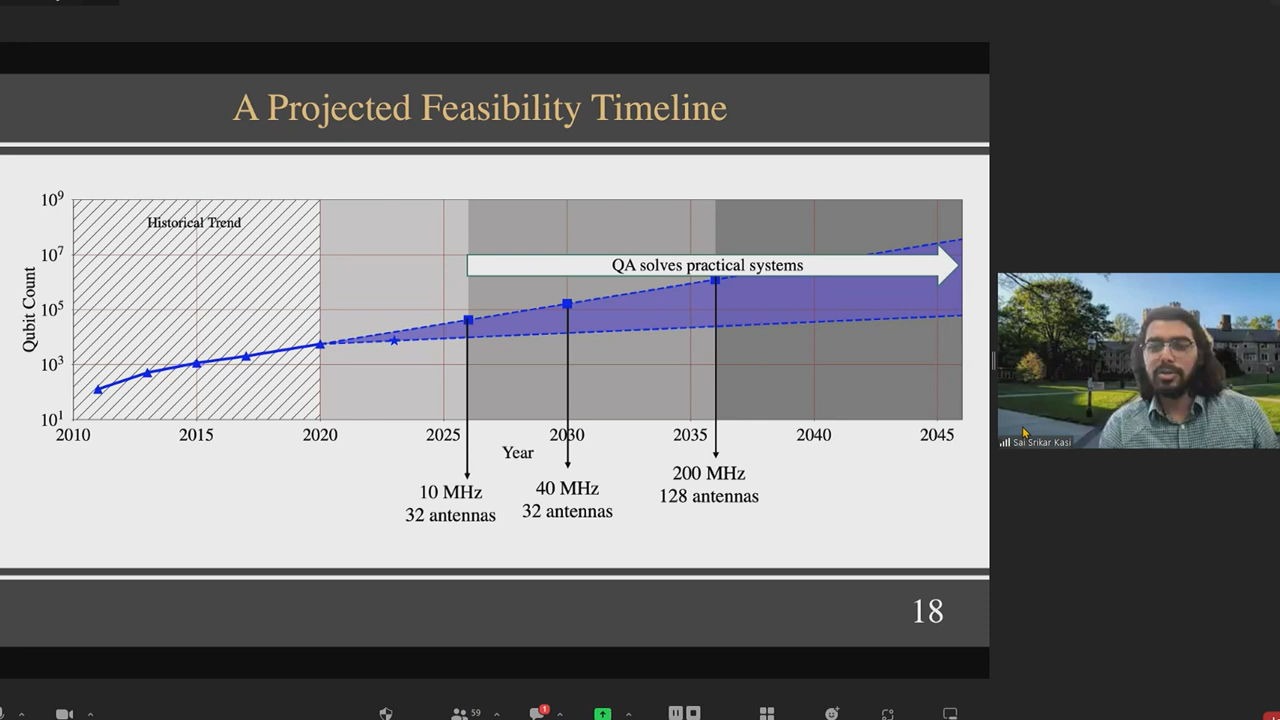 A Projected Feasibility Timeline
10⁹
10⁷
10⁵
10³
10¹
Qubit Count
Historical Trend
QA solves practical systems
2010 2015 2020 2025 2030 2035 2040 2045
Year
10 MHz
32 antennas
40 MHz
32 antennas
200 MHz
128 antennas
18
Sai Srikar Kasi
59
1